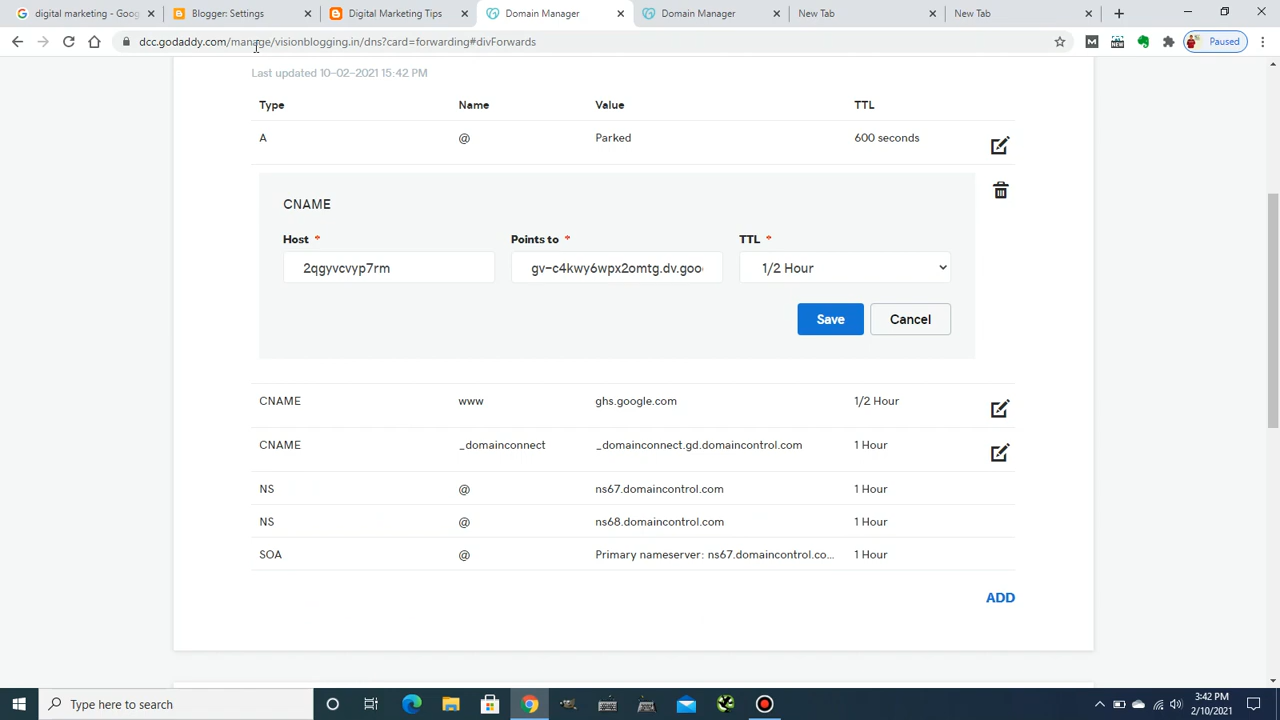 digital marketing - Goog
Blogger: Settings
Digital Marketing Tips
Domain Manager
Domain Manager
New Tab
New Tab
dcc.godaddy.com/manage/visionblogging.in/dns?card=forwarding#divForwards
M
NEW
Paused
Last updated 10-02-2021 15:42 PM
Type Name Value TTL
A @ Parked 600 seconds
CNAME
Host * Points to * TTL *
2qgyvcvyp7rm gv-c4kwy6wpx2omtg.dv.goo 1/2 Hour
Save Cancel
CNAME www ghs.google.com 1/2 Hour
CNAME _domainconnect _domainconnect.gd.domaincontrol.com 1 Hour
NS @ ns67.domaincontrol.com 1 Hour
NS @ ns68.domaincontrol.com 1 Hour
SOA @ Primary nameserver: ns67.domaincontrol.co... 1 Hour
ADD
Type here to search
3:42 PM
2/10/2021